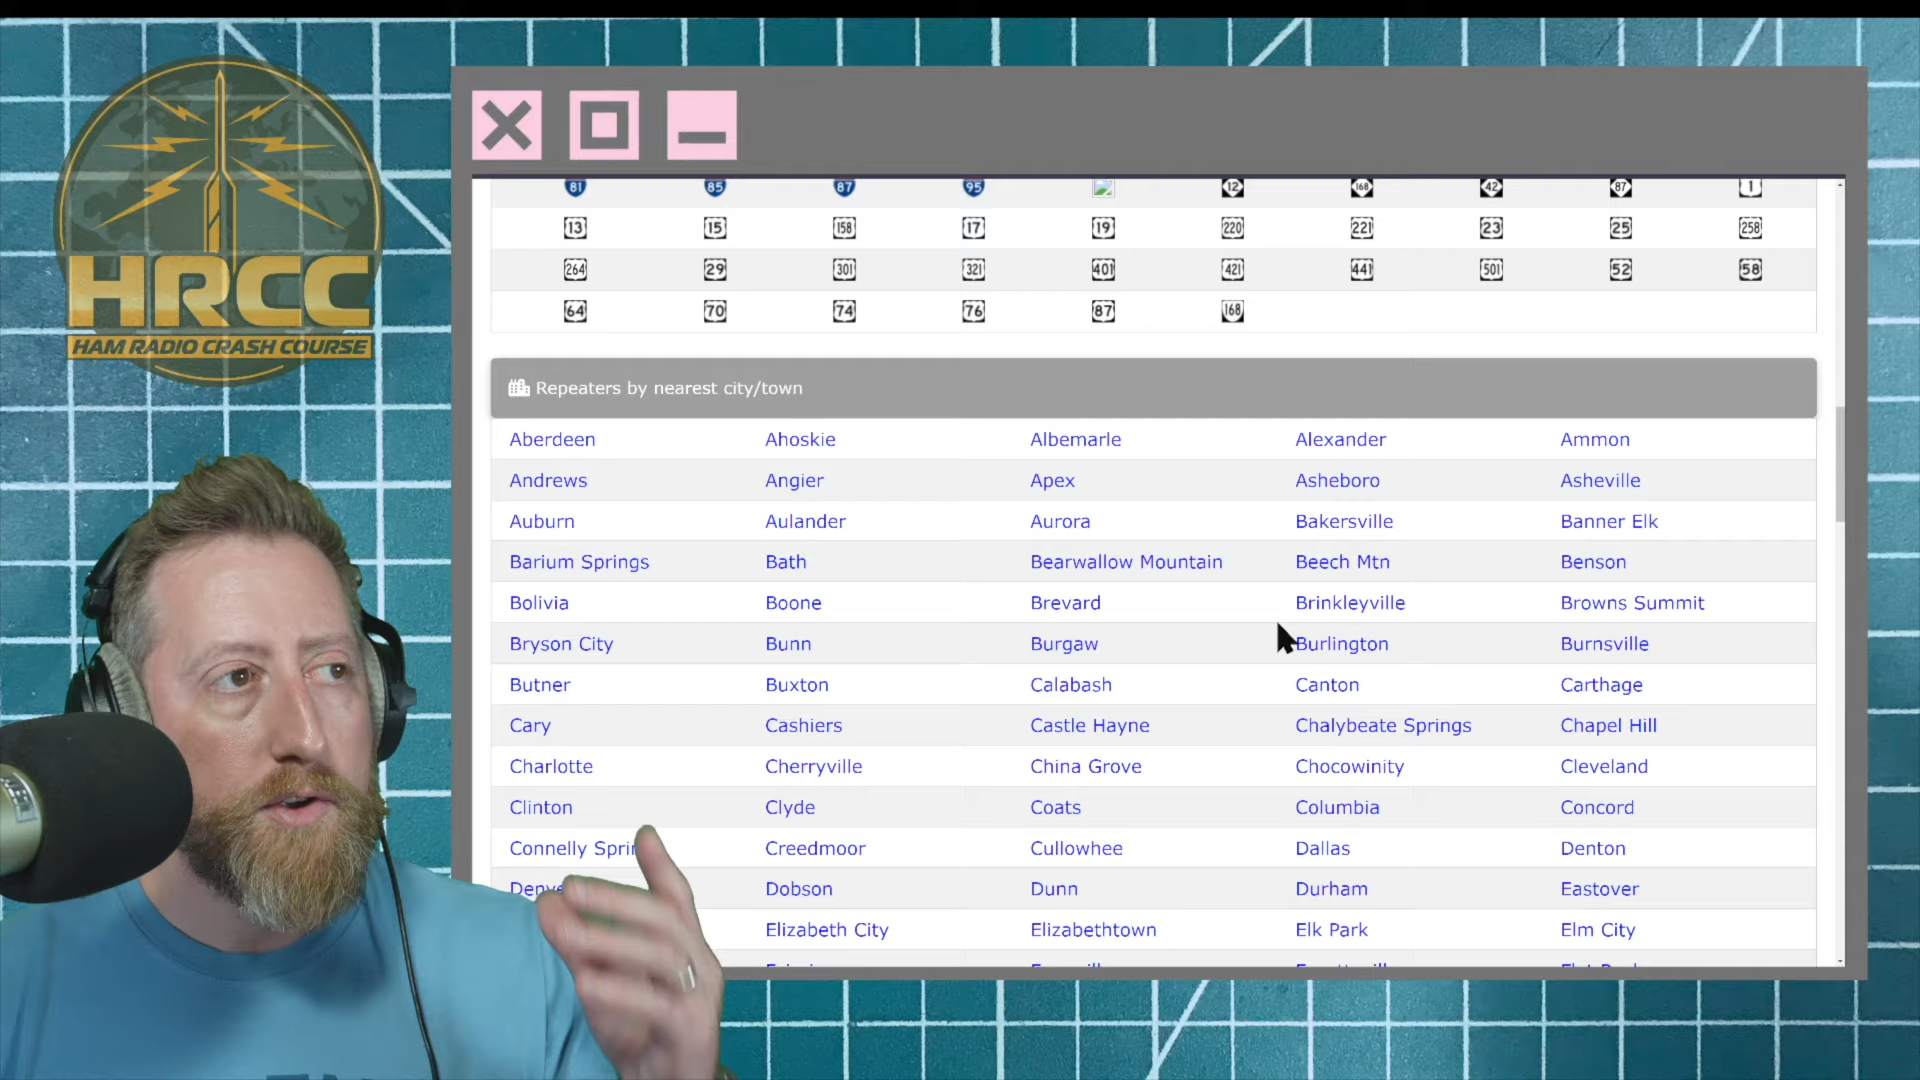 HRCC
HAM RADIO CRASH COURSE
81 85 87 95 12 168 42 87 1
13 15 158 17 19 220 221 23 25 258
264 29 301 321 401 421 441 501 52 58
64 70 74 76 87 168
Repeaters by nearest city/town
Aberdeen Ahoskie Albemarle Alexander Ammon
Andrews Angier Apex Asheboro Asheville
Auburn Aulander Aurora Bakersville Banner Elk
Barium Springs Bath Bearwallow Mountain Beech Mtn Benson
Bolivia Boone Brevard Brinkleyville Browns Summit
Bryson City Bunn Burgaw Burlington Burnsville
Butner Buxton Calabash Canton Carthage
Cary Cashiers Castle Hayne Chalybeate Springs Chapel Hill
Charlotte Cherryville China Grove Chocowinity Cleveland
Clinton Clyde Coats Columbia Concord
Connelly Creedmoor Cullowhee Dallas Denton
Dobson Dunn Durham Eastover
Elizabeth City Elizabethtown Elk Park Elm City